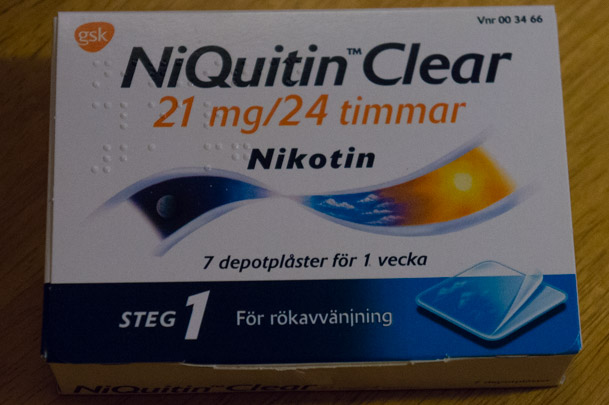 gsk
Vnr 00 34 66
NiQuitin™ Clear
21 mg/24 timmar
Nikotin
7 depotplåster för 1 vecka
STEG 1 För rökavvänjning
NiQuitin™ Clear